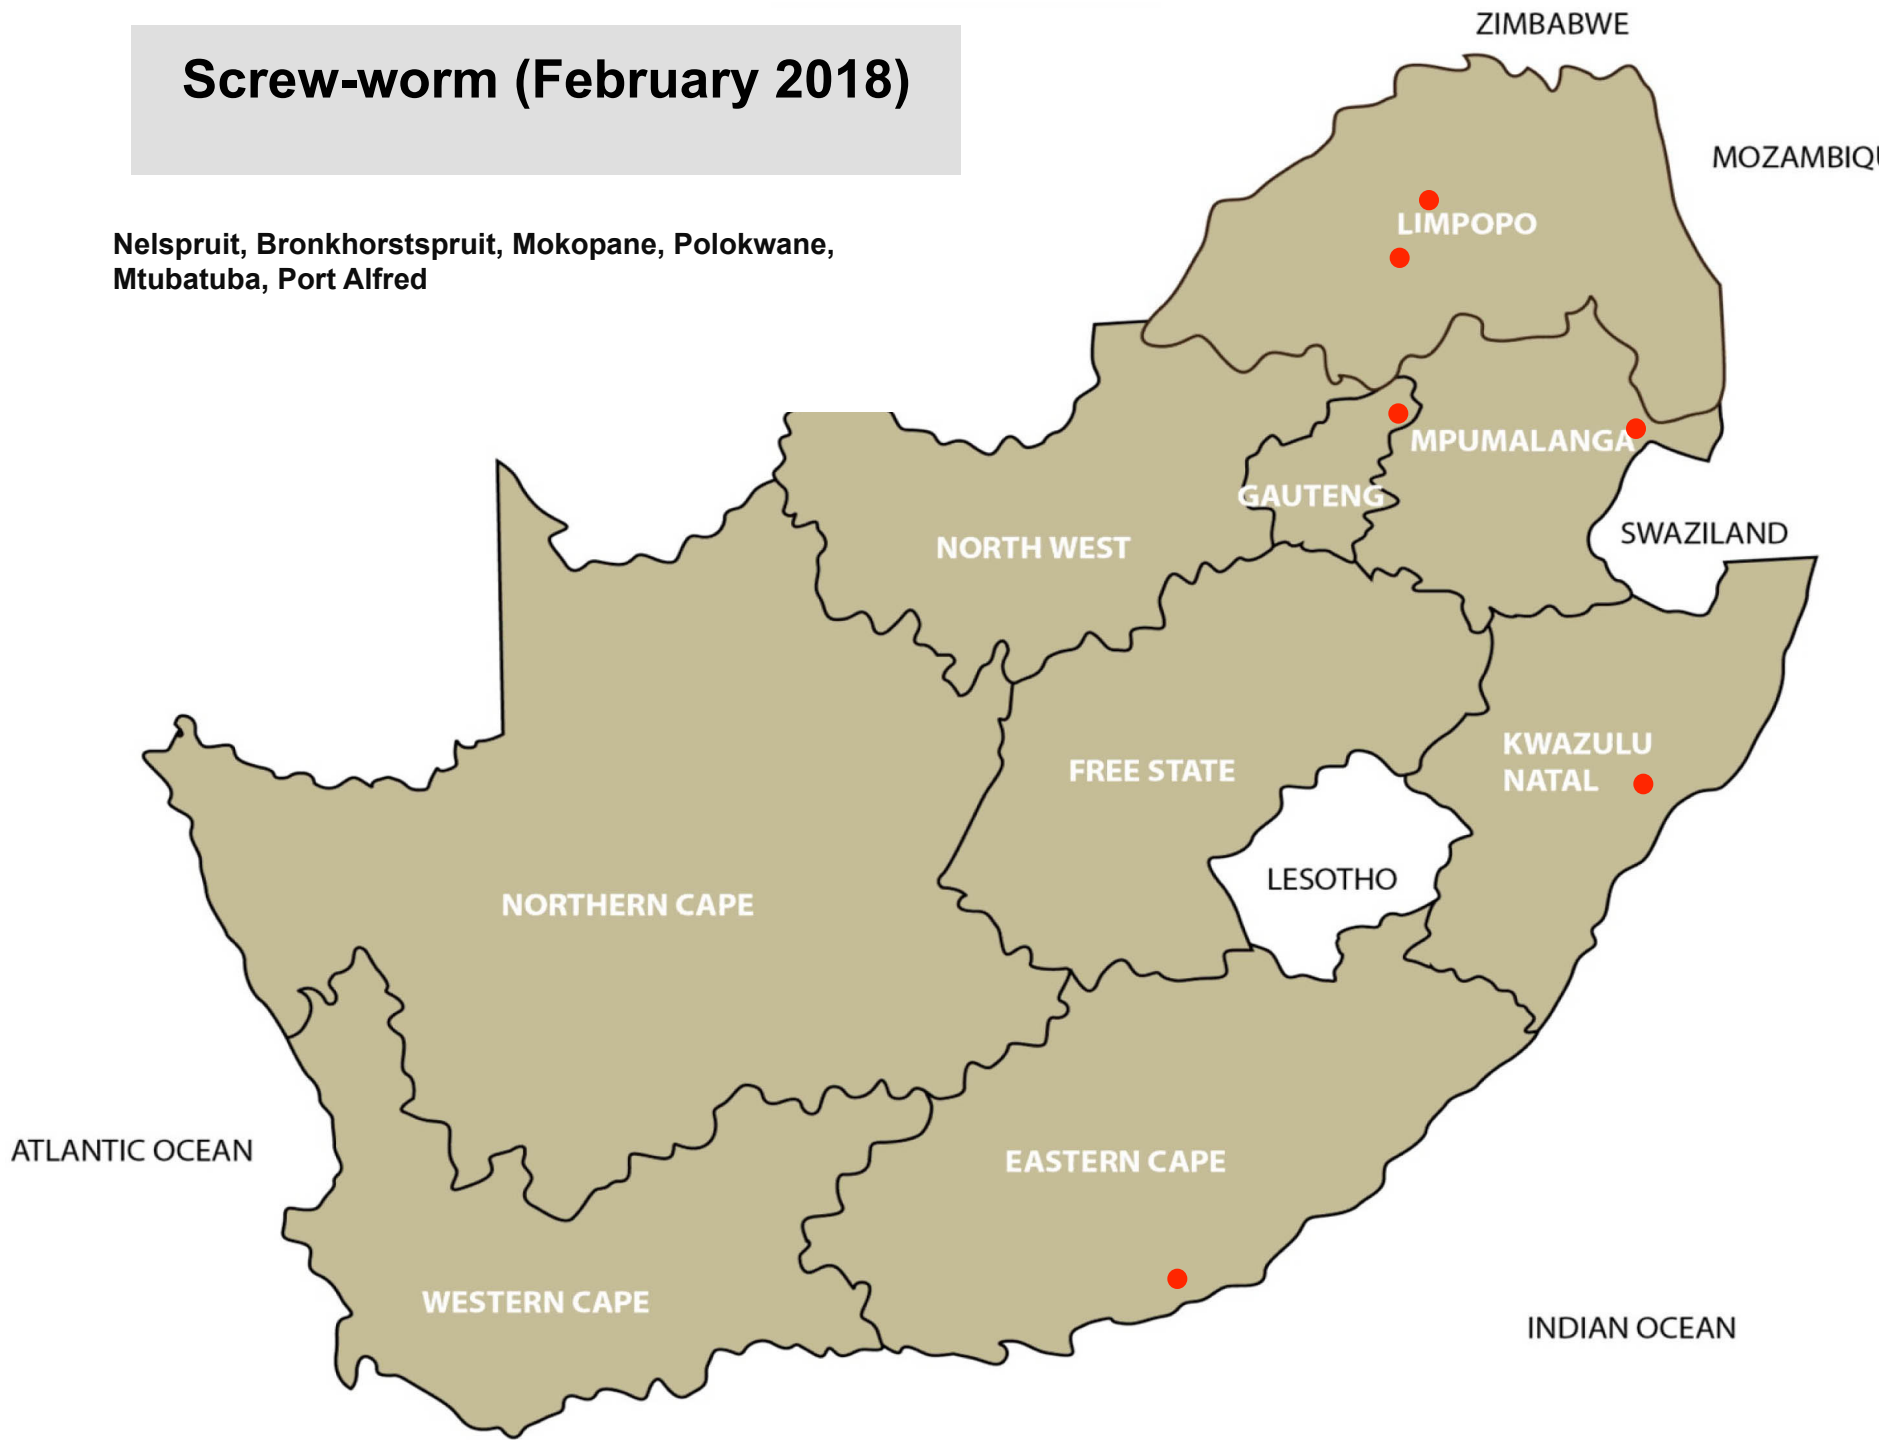 Screw-worm (February 2018)
Nelspruit, Bronkhorstspruit, Mokopane, Polokwane,
Mtubatuba, Port Alfred
ZIMBABWE
MOZAMBIQU
LIMPOPO
MPUMALANGA
GAUTENG
SWAZILAND
NORTH WEST
KWAZULU
NATAL
FREE STATE
LESOTHO
NORTHERN CAPE
ATLANTIC OCEAN
EASTERN CAPE
WESTERN CAPE
INDIAN OCEAN